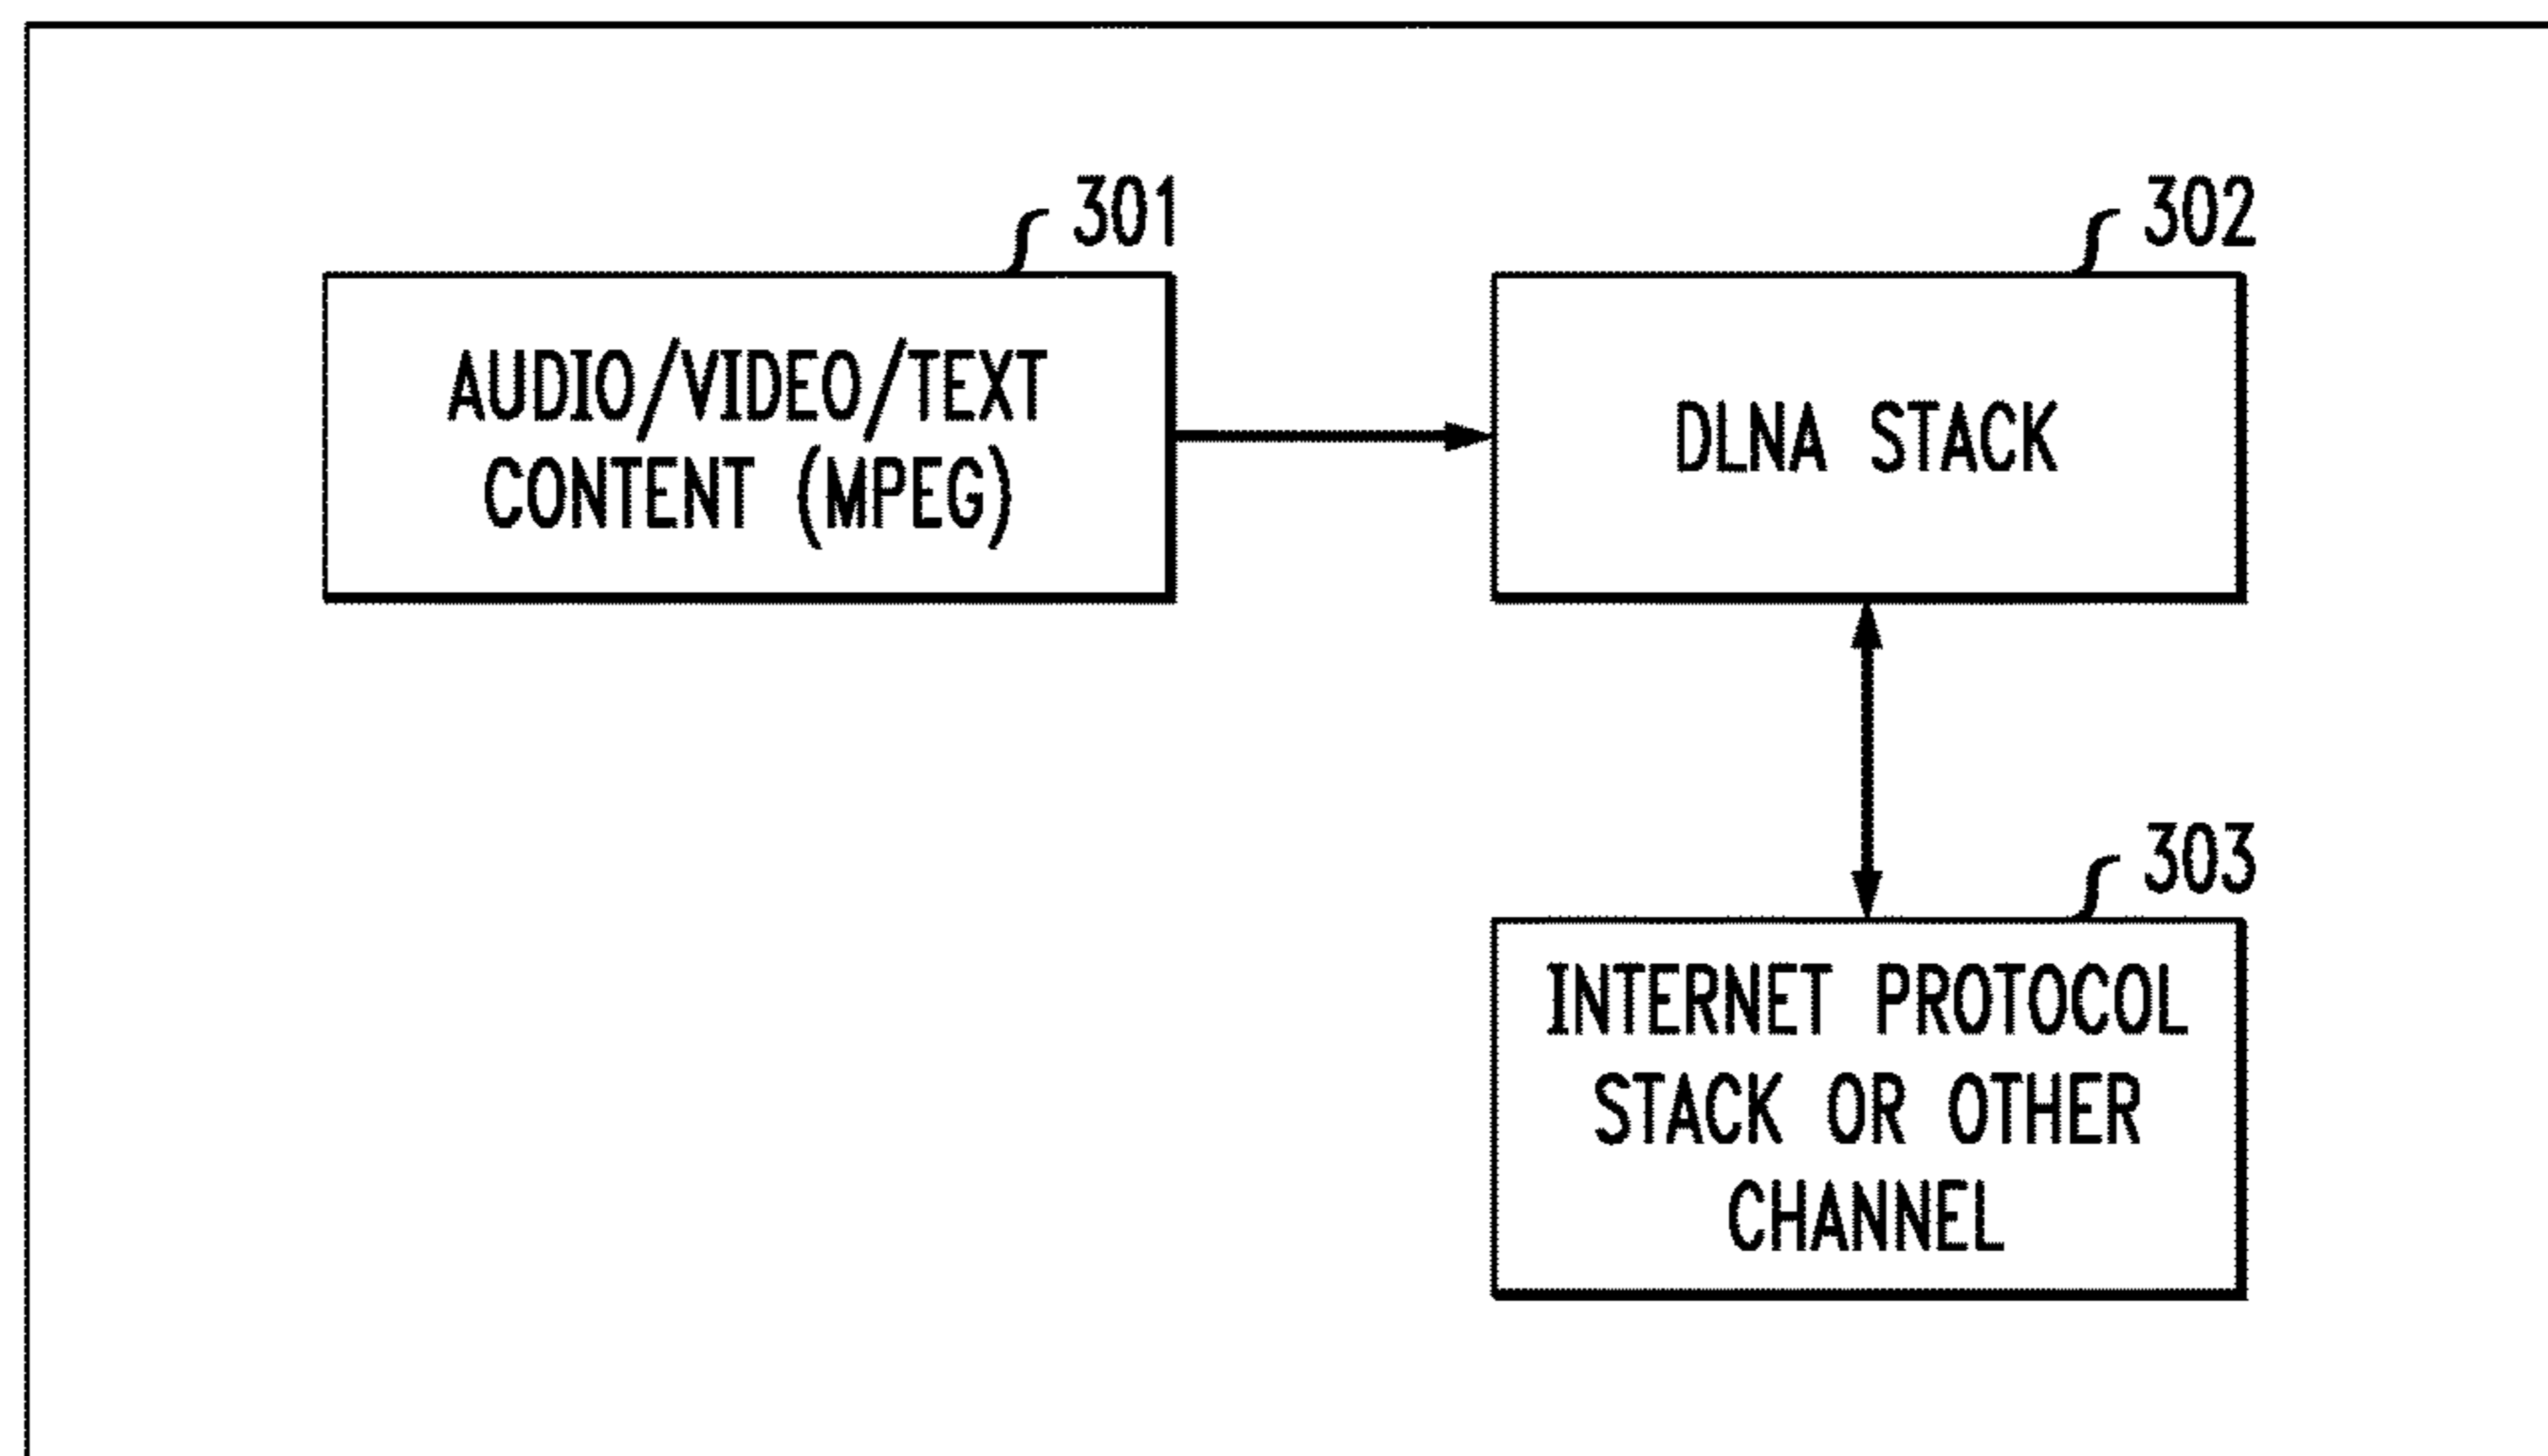 301
AUDIO/VIDEO/TEXT
CONTENT (MPEG)
302
DLNA STACK
303
INTERNET PROTOCOL
STACK OR OTHER
CHANNEL